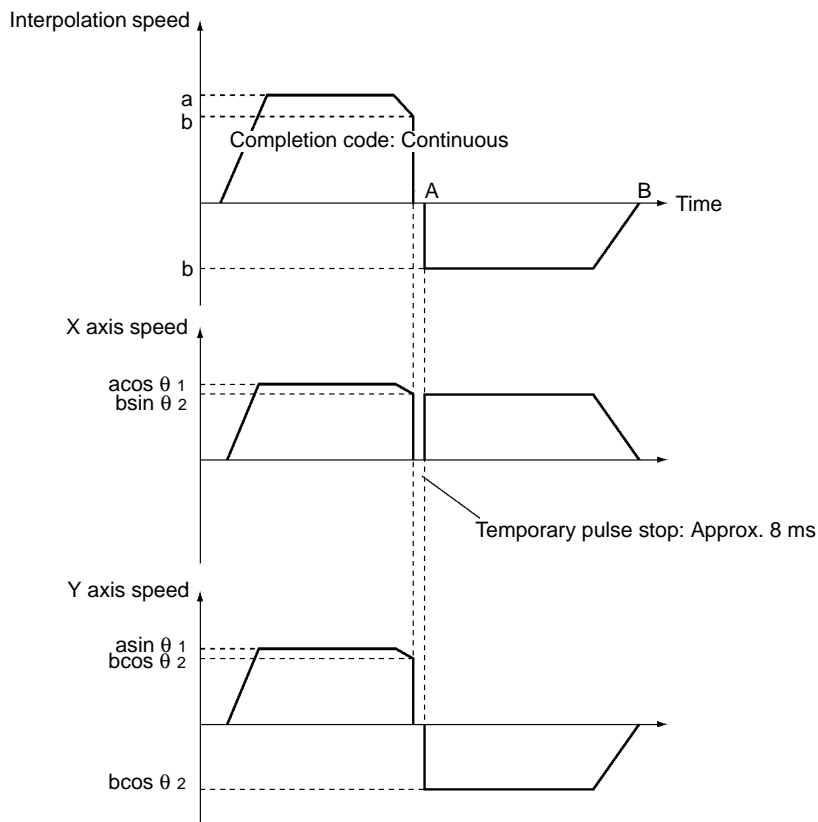 Interpolation speed
a
b
Completion code: Continuous
A
B
Time
b
X axis speed
acos θ 1
bsin θ 2
Temporary pulse stop: Approx. 8 ms
Y axis speed
asin θ 1
bcos θ 2
bcos θ 2